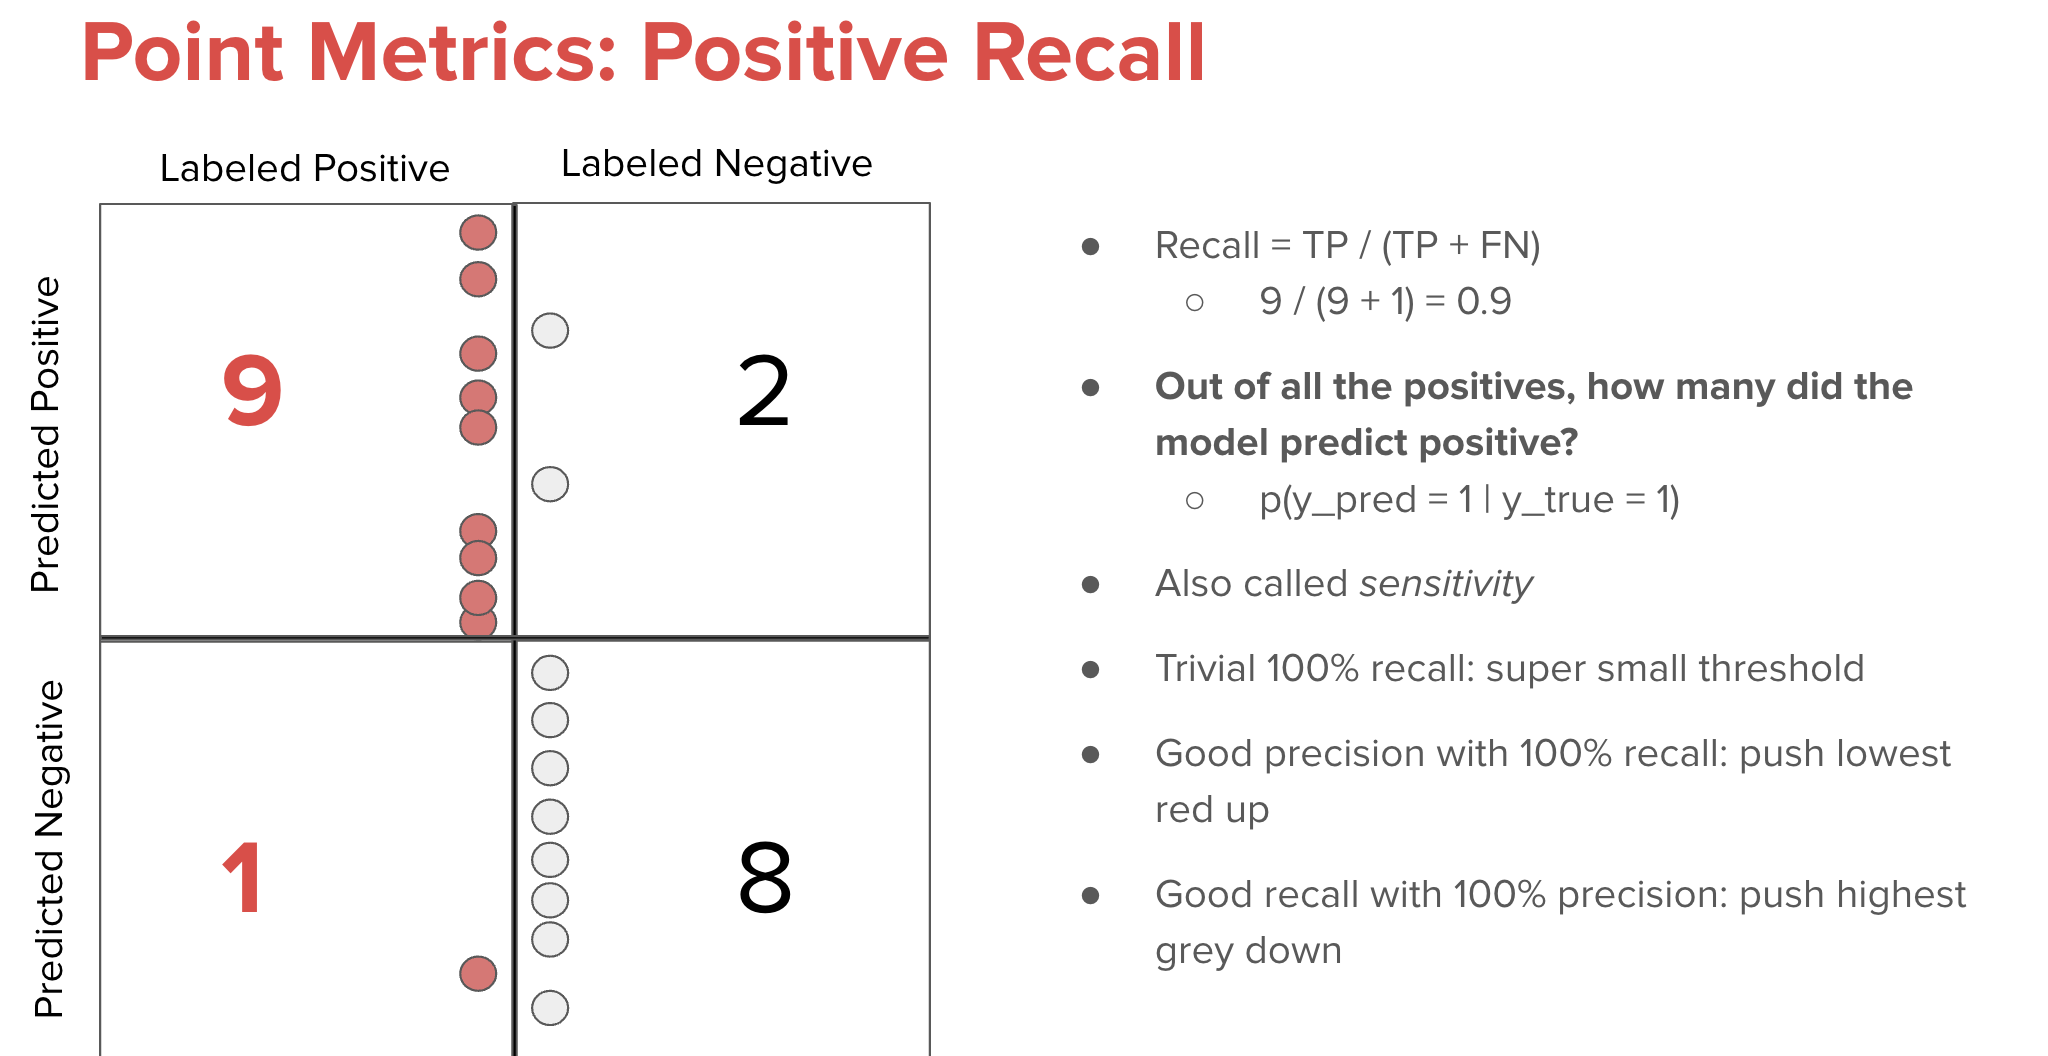 Point Metrics: Positive Recall
Labeled Positive
Labeled Negative
Predicted Positive
9
2
Predicted Negative
1
8
● Recall = TP / (TP + FN)
○ 9 / (9 + 1) = 0.9
● Out of all the positives, how many did the
model predict positive?
○ p(y_pred = 1 | y_true = 1)
● Also called sensitivity
● Trivial 100% recall: super small threshold
● Good precision with 100% recall: push lowest
red up
● Good recall with 100% precision: push highest
grey down